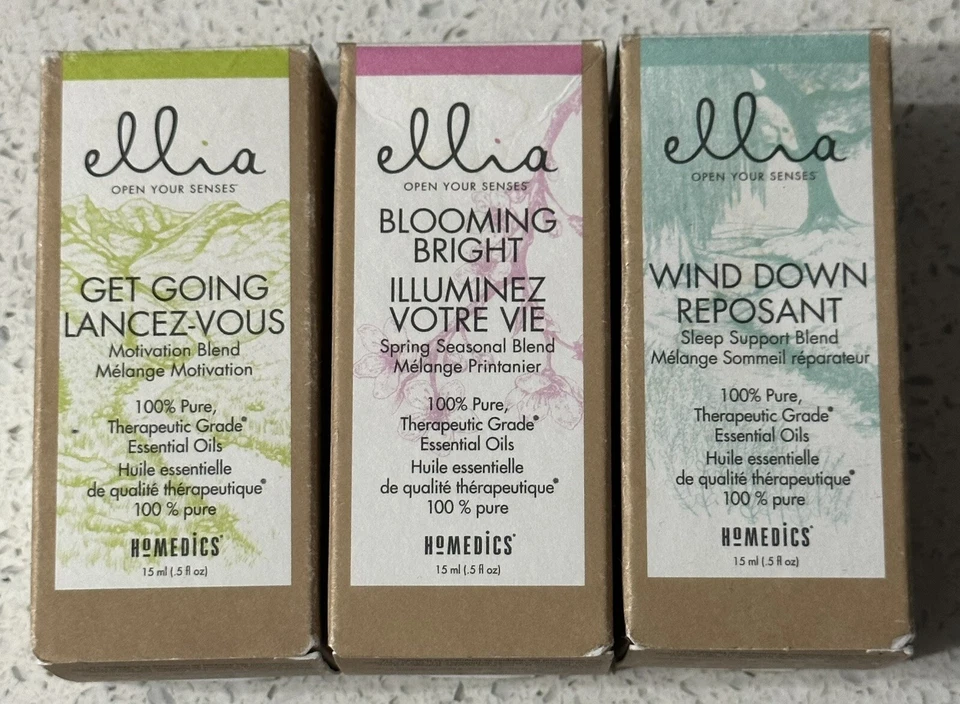 ellia
OPEN YOUR SENSES™
GET GOING
LANCEZ-VOUS
Motivation Blend
Mélange Motivation
100% Pure,
Therapeutic Grade*
Essential Oils
Huile essentielle
de qualité thérapeutique*
100 % pure
HoMEDiCS®
15 ml (.5 fl oz)
ellia
OPEN YOUR SENSES™
BLOOMING
BRIGHT
ILLUMINEZ
VOTRE VIE
Spring Seasonal Blend
Mélange Printanier
100% Pure,
Therapeutic Grade*
Essential Oils
Huile essentielle
de qualité thérapeutique*
100 % pure
HoMEDiCS®
15 ml (.5 fl oz)
ellia
OPEN YOUR SENSES™
WIND DOWN
REPOSANT
Sleep Support Blend
Mélange Sommeil réparateur
100% Pure,
Therapeutic Grade*
Essential Oils
Huile essentielle
de qualité thérapeutique*
100 % pure
HoMEDiCS®
15 ml (.5 fl oz)